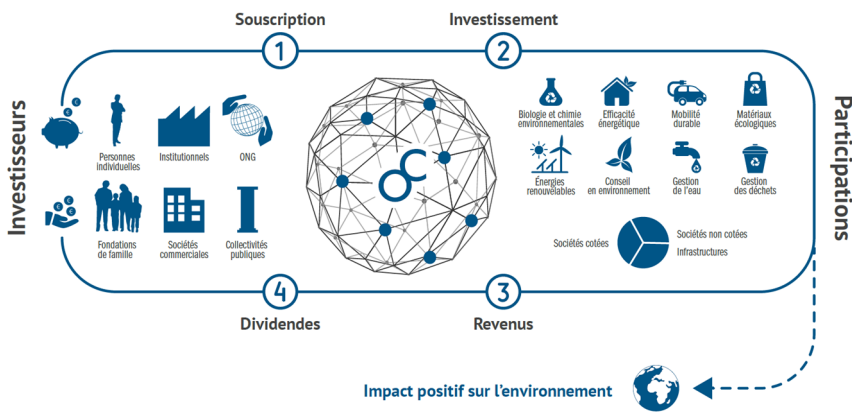 Souscription
Investissement
1
2
Investisseurs
€
€
Personnes
individuelles
Institutionnels
ONG
€
€
€
Fondations
de famille
Sociétés
commerciales
Collectivités
publiques
OC
Biologie et chimie
environnementales
Efficacité
énergétique
Mobilité
durable
Matériaux
écologiques
Énergies
renouvelables
Conseil
en environnement
Gestion
de l'eau
Gestion
des déchets
Sociétés cotées
Sociétés non cotées
Infrastructures
Participations
4
3
Dividendes
Revenus
Impact positif sur l'environnement